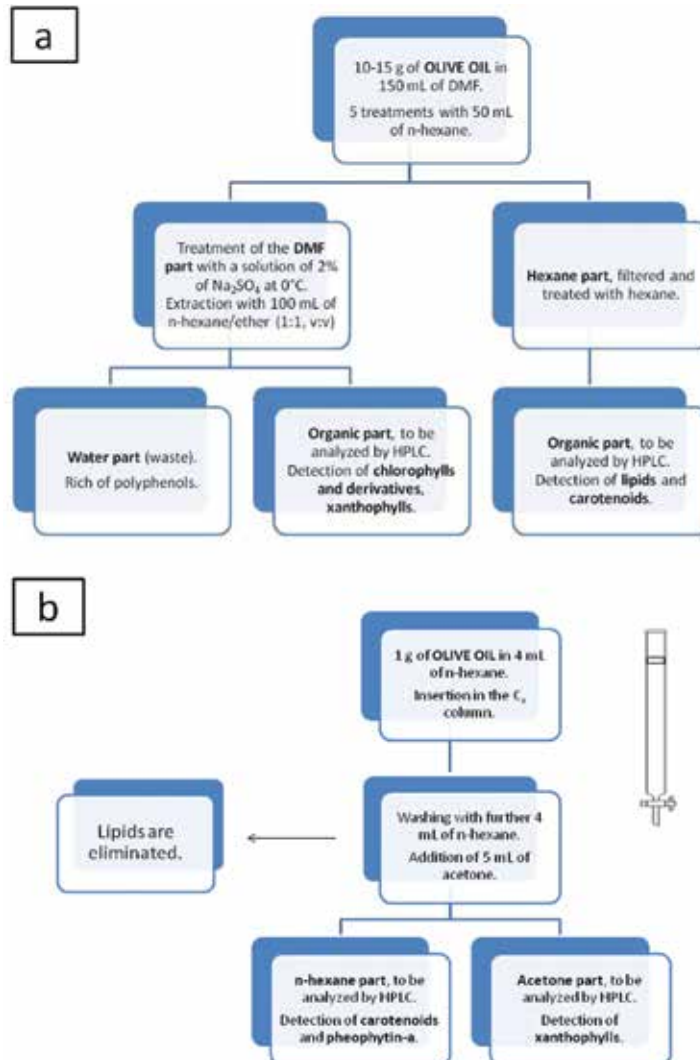 a
10-15 g of OLIVE OIL in
150 mL of DMF.
5 treatments with 50 mL
of n-hexane.
Treatment of the DMF
part with a solution of 2%
of Na₂SO₄ at 0°C.
Extraction with 100 mL of
n-hexane/ether (1:1, v:v)
Hexane part, filtered and
treated with hexane.
Water part (waste).
Rich of polyphenols.
Organic part, to be
analyzed by HPLC.
Detection of chlorophylls
and derivatives,
xanthophylls.
Organic part, to be
analyzed by HPLC.
Detection of lipids and
carotenoids.
b
1 g of OLIVE OIL in 4 mL
of n-hexane.
Insertion in the
column.
Lipids are
eliminated.
Washing with further 4
mL of n-hexane.
Addition of 5 mL of
acetone.
n-hexane part, to be
analyzed by HPLC.
Detection of carotenoids
and pheophytin-a.
Acetone part, to be
analyzed by HPLC.
Detection of
xanthophylls.